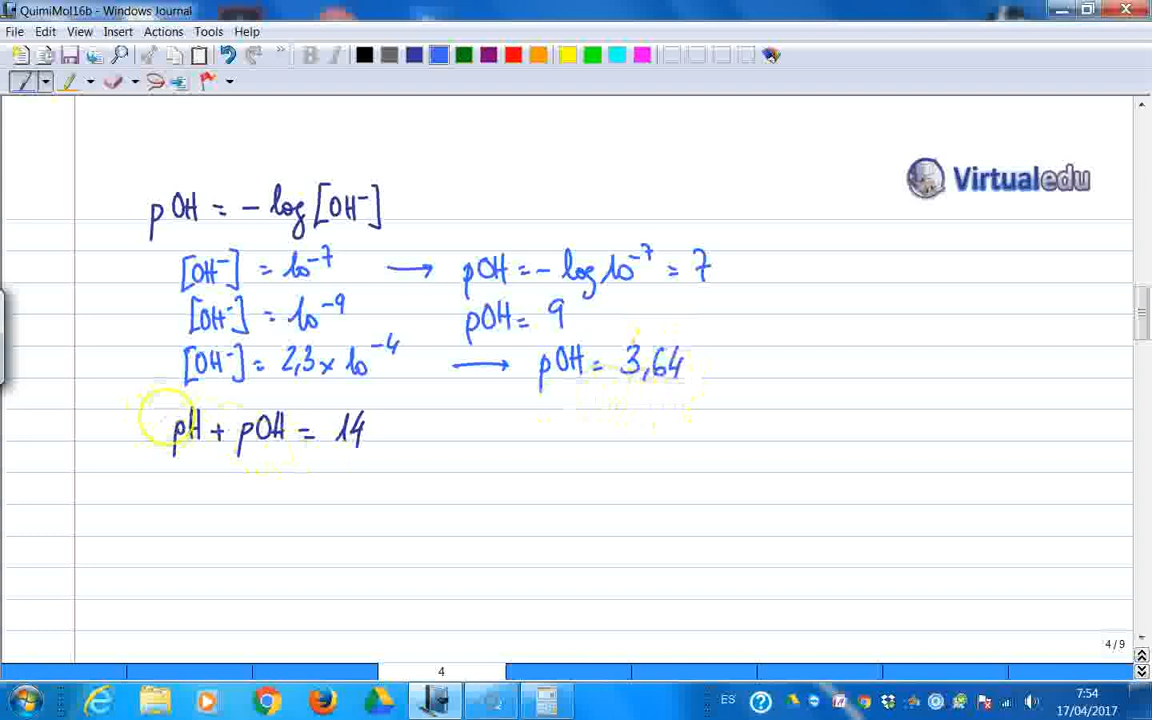 QuimiMol16b - Windows Journal
File Edit View Insert Actions Tools Help
Virtualedu
pOH = - log [OH⁻]
[OH⁻] = 10⁻⁷ → pOH = - log 10⁻⁷ = 7
[OH⁻] = 10⁻⁹ pOH = 9
[OH⁻] = 2,3 x 10⁻⁴ → pOH = 3,64
pH + pOH = 14
4 / 9
4
ES
7:54
17/04/2017